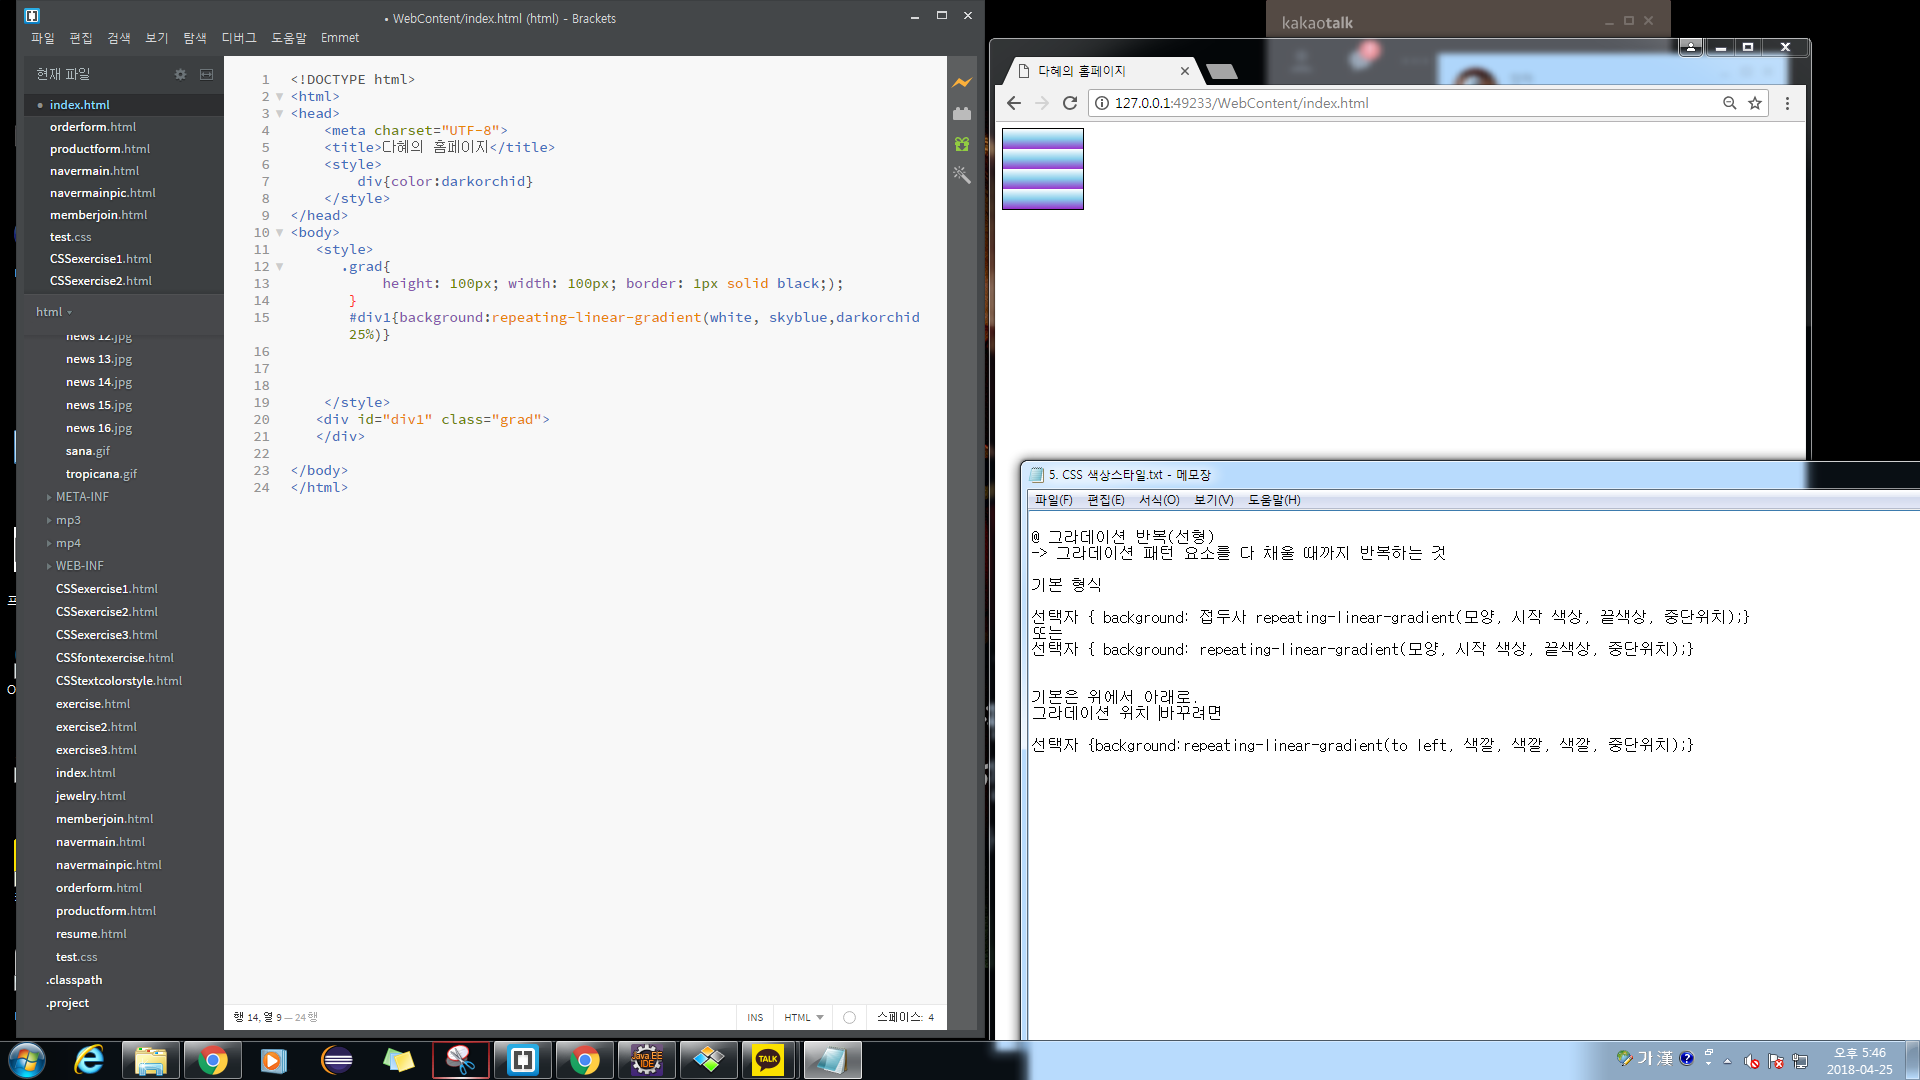 • WebContent/index.html (html) - Brackets
파일 편집 검색 보기 탐색 디버그 도움말 Emmet
현재 파일
• index.html
orderform.html
productform.html
navermain.html
navermainpic.html
memberjoin.html
test.css
CSSexercise1.html
CSSexercise2.html
html
news 12.jpg
news 13.jpg
news 14.jpg
news 15.jpg
news 16.jpg
sana.gif
tropicana.gif
META-INF
mp3
mp4
WEB-INF
CSSexercise1.html
CSSexercise2.html
CSSexercise3.html
CSSfontexercise.html
CSStextcolorstyle.html
exercise.html
exercise2.html
exercise3.html
index.html
jewelry.html
memberjoin.html
navermain.html
navermainpic.html
orderform.html
productform.html
resume.html
test.css
.classpath
.project
1 <!DOCTYPE html>
2 <html>
3 <head>
4 <meta charset="UTF-8">
5 <title>다혜의 홈페이지</title>
6 <style>
7 div{color:darkorchid}
8 </style>
9 </head>
10 <body>
11 <style>
12 .grad{
13 height: 100px; width: 100px; border: 1px solid black;);
14 }
15 #div1{background:repeating-linear-gradient(white, skyblue,darkorchid
25%)}
16
17
18
19 </style>
20 <div id="div1" class="grad">
21 </div>
22
23 </body>
24 </html>
행 14, 열 9 — 24 행
INS HTML 스페이스: 4
kakaotalk
다혜의 홈페이지
127.0.0.1:49233/WebContent/index.html
5. CSS 색상스타일.txt - 메모장
파일(F) 편집(E) 서식(O) 보기(V) 도움말(H)
@ 그라데이션 반복(선형)
-> 그라데이션 패턴 요소를 다 채울 때까지 반복하는 것
기본 형식
선택자 { background: 접두사 repeating-linear-gradient(모양, 시작 색상, 끝색상, 중단위치);}
또는
선택자 { background: repeating-linear-gradient(모양, 시작 색상, 끝색상, 중단위치);}
기본은 위에서 아래로.
그라데이션 위치 바꾸려면
선택자 {background:repeating-linear-gradient(to left, 색깔, 색깔, 색깔, 중단위치);}
Java EE
IDE
TALK
가 漢
오후 5:46
2018-04-25